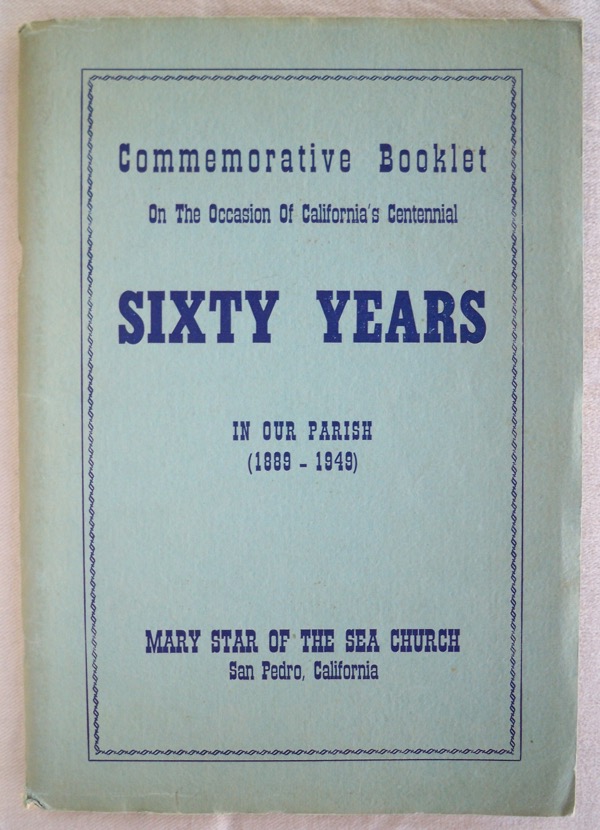 Commemorative Booklet
On The Occasion Of California's Centennial
SIXTY YEARS
IN OUR PARISH
(1889 - 1949)
MARY STAR OF THE SEA CHURCH
San Pedro, California